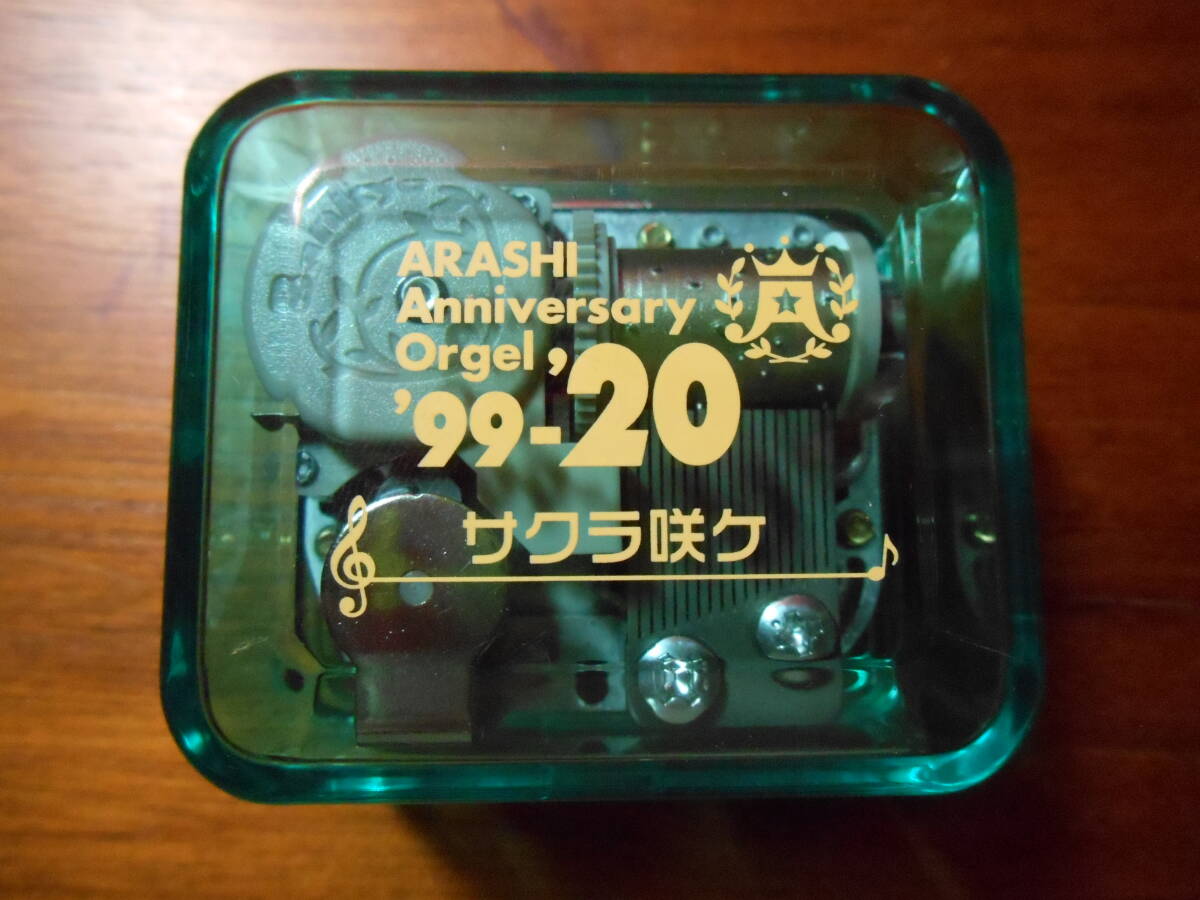 ARASHI
Anniversary
Orgel
'99-'20
サクラ咲ケ